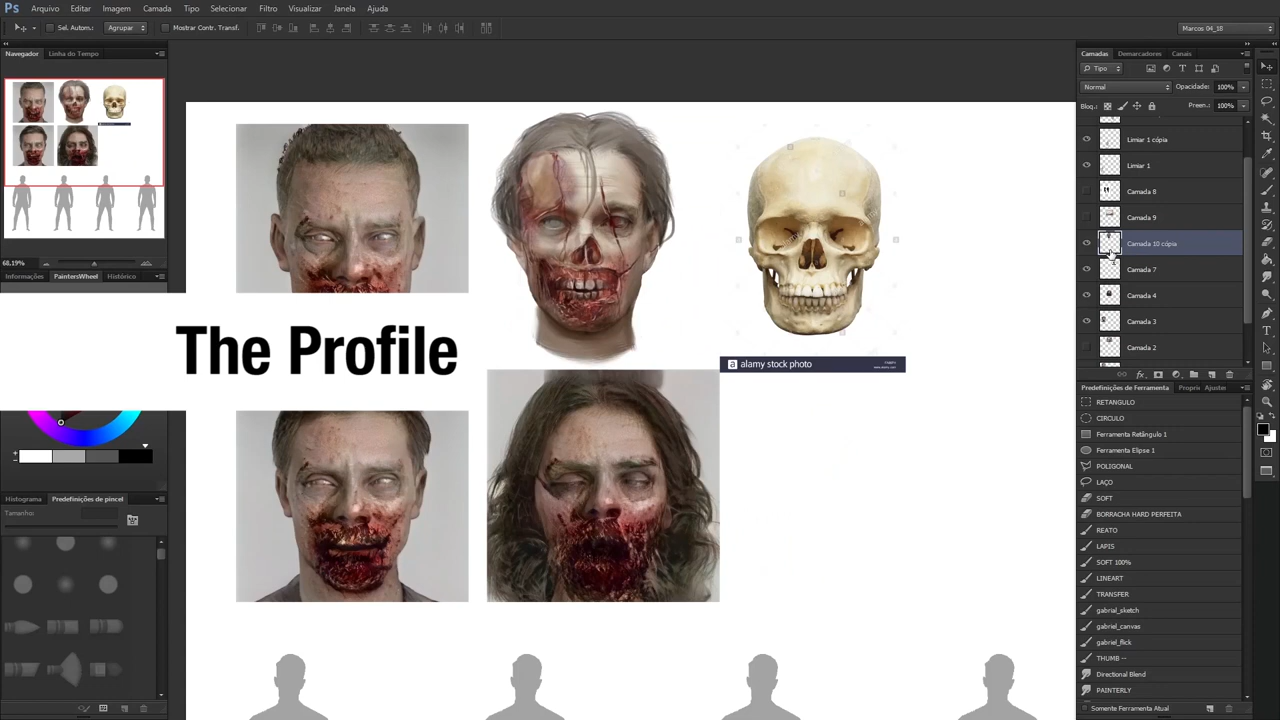 Ps Arquivo Editar Imagem Camada Tipo Selecionar Filtro Visualizar Janela Ajuda
Sel. Autom.: Agrupar Mostrar Contr. Transf. Marcos 04_18
Navegador Linha do Tempo
68,19%
Informações PaintersWheel Histórico
Histograma Predefinições de pincel
Tamanho:
The Profile
a alamy stock photo
Camadas Demarcadores Canais
Tipo
Normal Opacidade: 100%
Bloq.: Preen.: 100%
Limiar 1 cópia
Limiar 1
Camada 8
Camada 9
Camada 10 cópia
Camada 7
Camada 4
Camada 3
Camada 2
fx
Predefinições de Ferramenta Proprie Ajustes
RETANGULO
CIRCULO
Ferramenta Retângulo 1
Ferramenta Elipse 1
POLIGONAL
LAÇO
SOFT
BORRACHA HARD PERFEITA
REATO
LAPIS
SOFT 100%
LINEART
TRANSFER
gabrial_sketch
gabriel_canvas
gabriel_flick
THUMB --
Directional Blend
PAINTERLY
Somente Ferramenta Atual